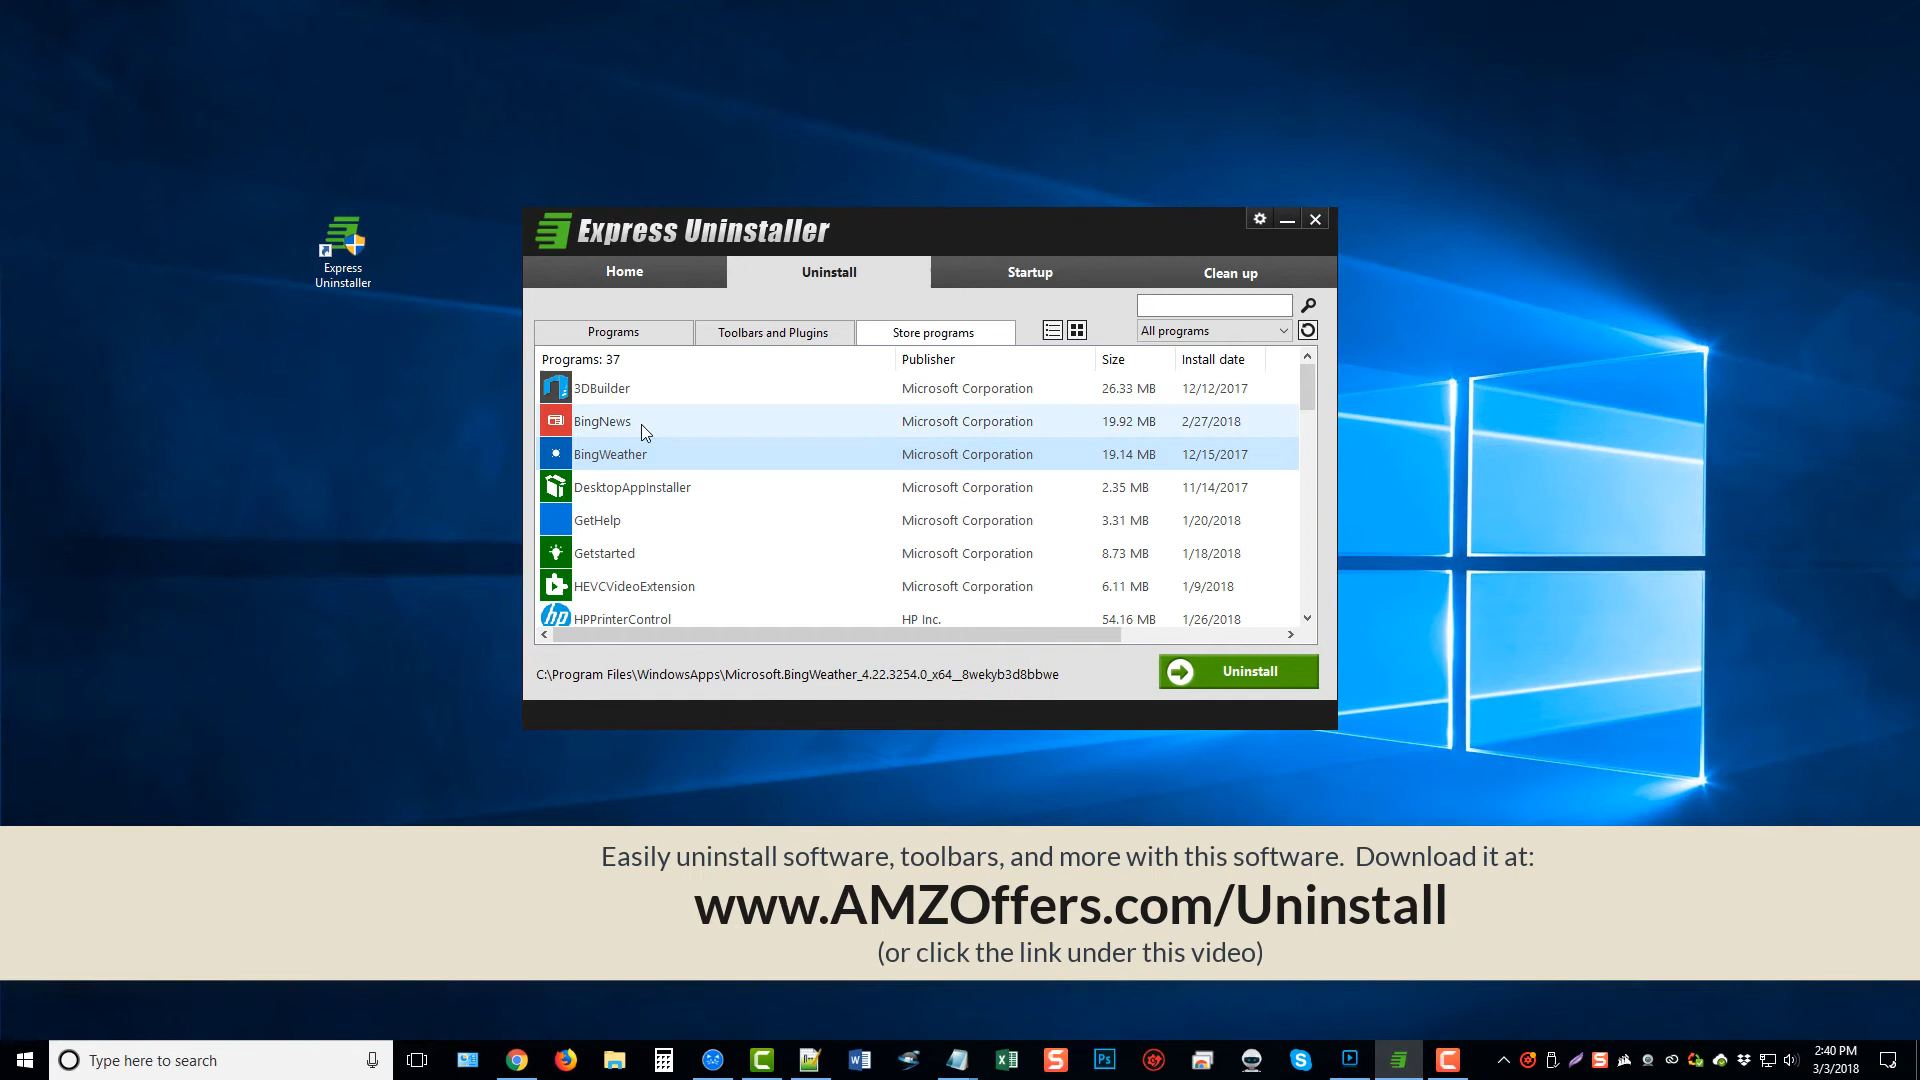 Express Uninstaller
Express
Uninstaller
Home
Uninstall
Startup
Clean up
Programs
Toolbars and Plugins
Store programs
All programs
Programs: 37
Publisher
Size
Install date
3DBuilder
Microsoft Corporation
26.33 MB
12/12/2017
BingNews
Microsoft Corporation
19.92 MB
2/27/2018
BingWeather
Microsoft Corporation
19.14 MB
12/15/2017
DesktopAppInstaller
Microsoft Corporation
2.35 MB
11/14/2017
GetHelp
Microsoft Corporation
3.31 MB
1/20/2018
Getstarted
Microsoft Corporation
8.73 MB
1/18/2018
HEVCVideoExtension
Microsoft Corporation
6.11 MB
1/9/2018
hp
HPPrinterControl
HP Inc.
54.16 MB
1/26/2018
C:\Program Files\WindowsApps\Microsoft.BingWeather_4.22.3254.0_x64__8wekyb3d8bbwe
Uninstall
Easily uninstall software, toolbars, and more with this software. Download it at:
www.AMZOffers.com/Uninstall
(or click the link under this video)
Type here to search
Ps
2:40 PM
3/3/2018